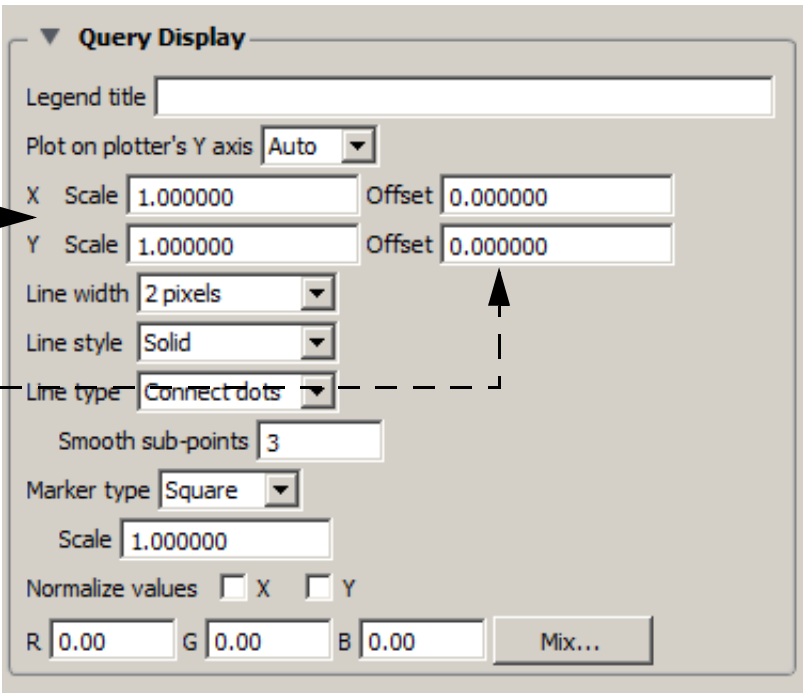 Query Display
Legend title
Plot on plotter's Y axis Auto
X Scale 1.000000 Offset 0.000000
Y Scale 1.000000 Offset 0.000000
Line width 2 pixels
Line style Solid
Line type Connect dots
Smooth sub-points 3
Marker type Square
Scale 1.000000
Normalize values X Y
R 0.00 G 0.00 B 0.00 Mix...